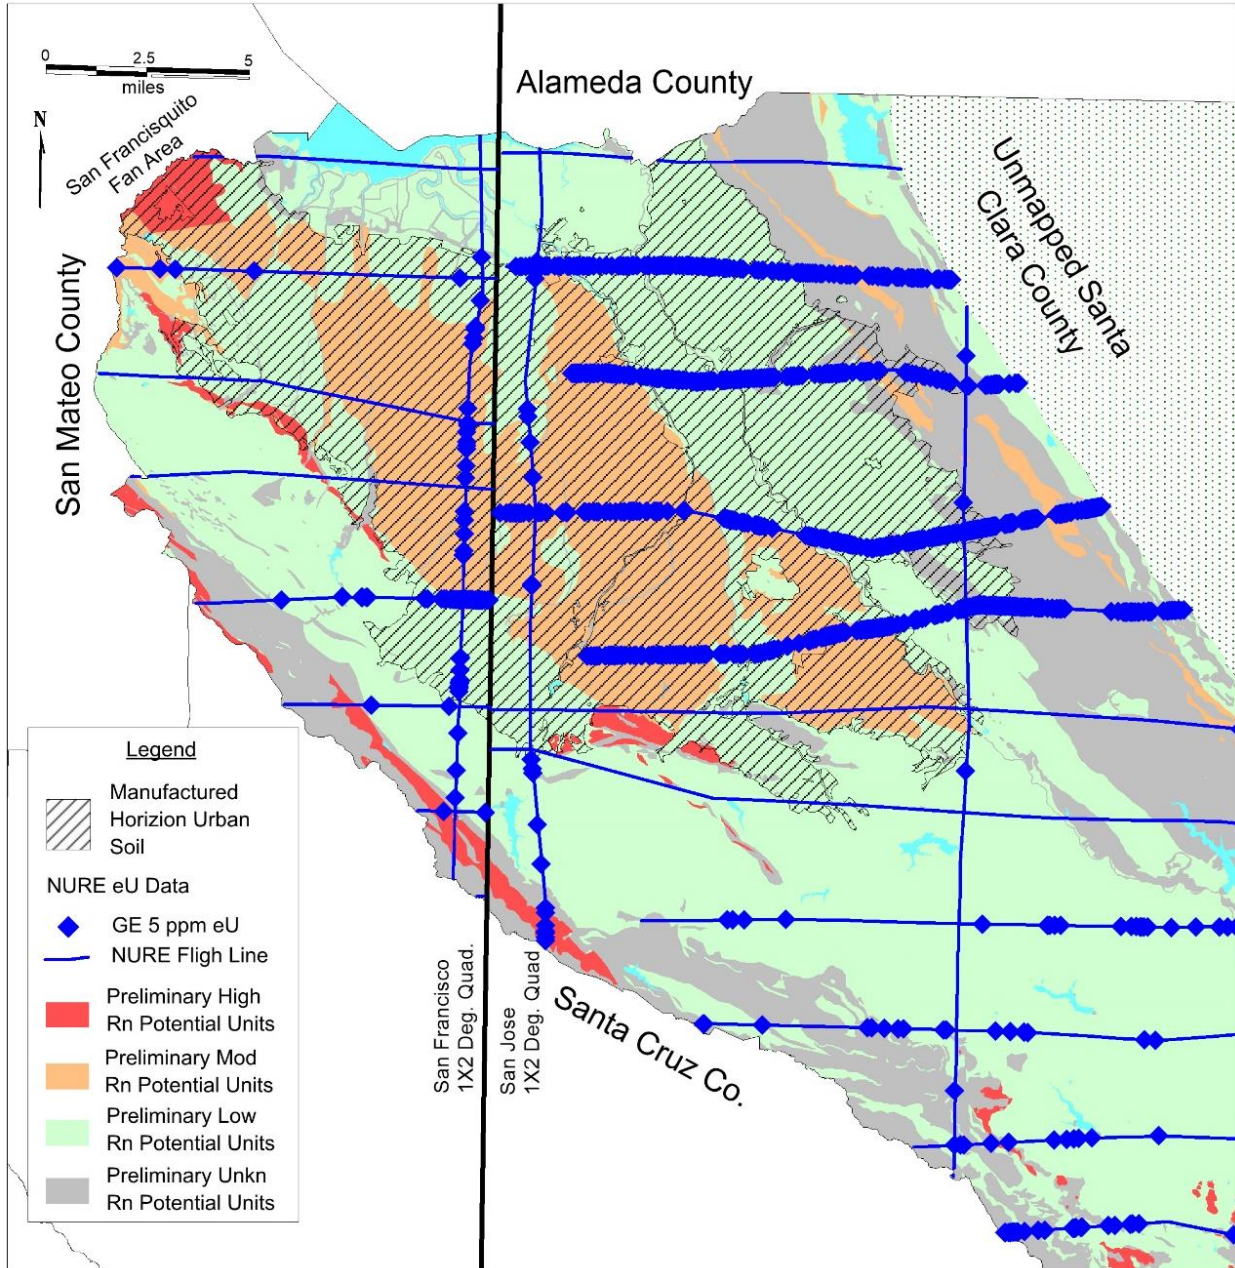 0 2.5 5
miles
N
San Francisquito
Fan Area
Alameda County
Unmapped Santa
Clara County
San Mateo County
San Francisco
1X2 Deg. Quad.
San Jose
1X2 Deg. Quad
Santa Cruz Co.
Legend
Manufactured
Horizion Urban
Soil
NURE eU Data
GE 5 ppm eU
NURE Fligh Line
Preliminary High
Rn Potential Units
Preliminary Mod
Rn Potential Units
Preliminary Low
Rn Potential Units
Preliminary Unkn
Rn Potential Units